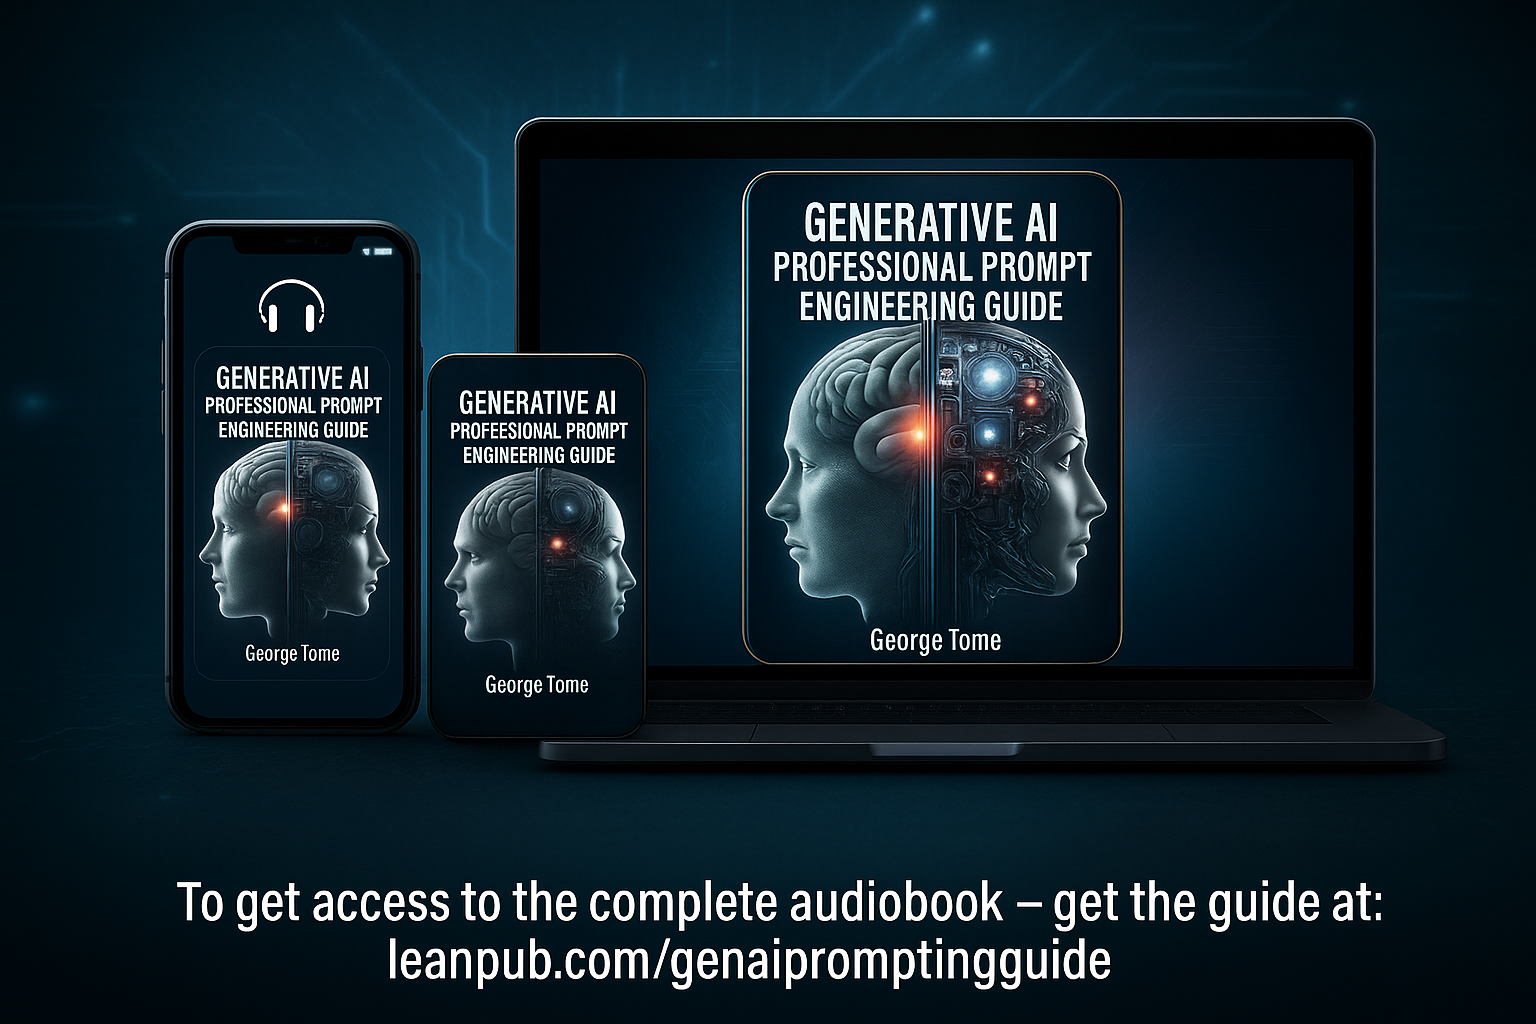 GENERATIVE AI
PROFESSIONAL PROMPT
ENGINEERING GUIDE
George Tome
GENERATIVE AI
PROFEESIONAL PROMPT
ENGINEERING GUIDE
George Tome
GENERATIVE AI
PROFESSIONAL PROMPT
ENGINEERING GUIDE
George Tome
To get access to the complete audiobook – get the guide at:
leanpub.com/genaipromptingguide